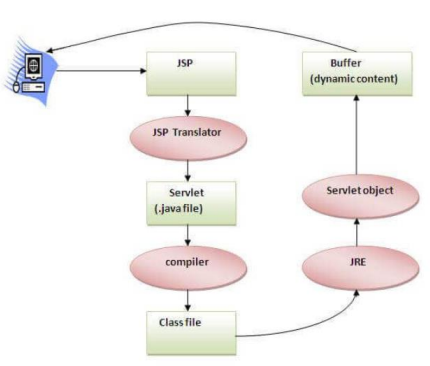 JSP
JSP Translator
Servlet
(.java file)
compiler
Class file
JRE
Servlet object
Buffer
(dynamic content)